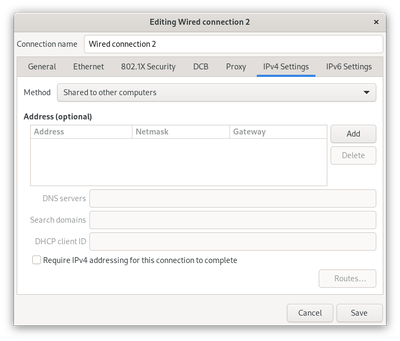 Editing Wired connection 2 ×
Connection name Wired connection 2
General Ethernet 802.1X Security DCB Proxy IPv4 Settings IPv6 Settings
Method Shared to other computers
Address (optional)
Address Netmask Gateway Add
Delete
DNS servers
Search domains
DHCP client ID
Require IPv4 addressing for this connection to complete
Routes…
Cancel Save